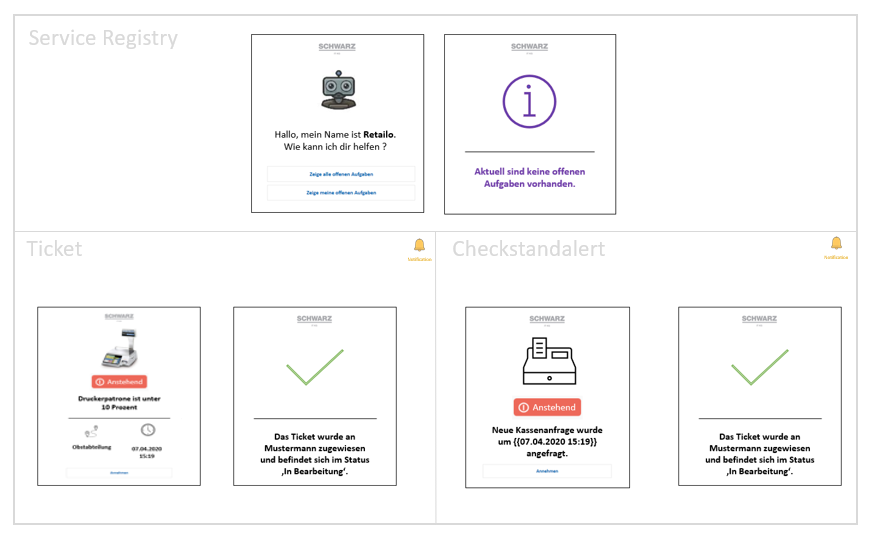 Service Registry
SCHWARZ
Hallo, mein Name ist Retailo.
Wie kann ich dir helfen ?
Zeige alle offenen Aufgaben
Zeige meine offenen Aufgaben
SCHWARZ
i
Aktuell sind keine offenen
Aufgaben vorhanden.
Ticket
Notification
SCHWARZ
Anstehend
Druckerpatrone ist unter
10 Prozent
Obstabteilung
07.04.2020
15:19
Annehmen
SCHWARZ
Das Ticket wurde an
Mustermann zugewiesen
und befindet sich im Status
‚In Bearbeitung‘.
Checkstandalert
Notification
SCHWARZ
Anstehend
Neue Kassenanfrage wurde
um {{07.04.2020 15:19}}
angefragt.
Annehmen
SCHWARZ
Das Ticket wurde an
Mustermann zugewiesen
und befindet sich im Status
‚In Bearbeitung‘.